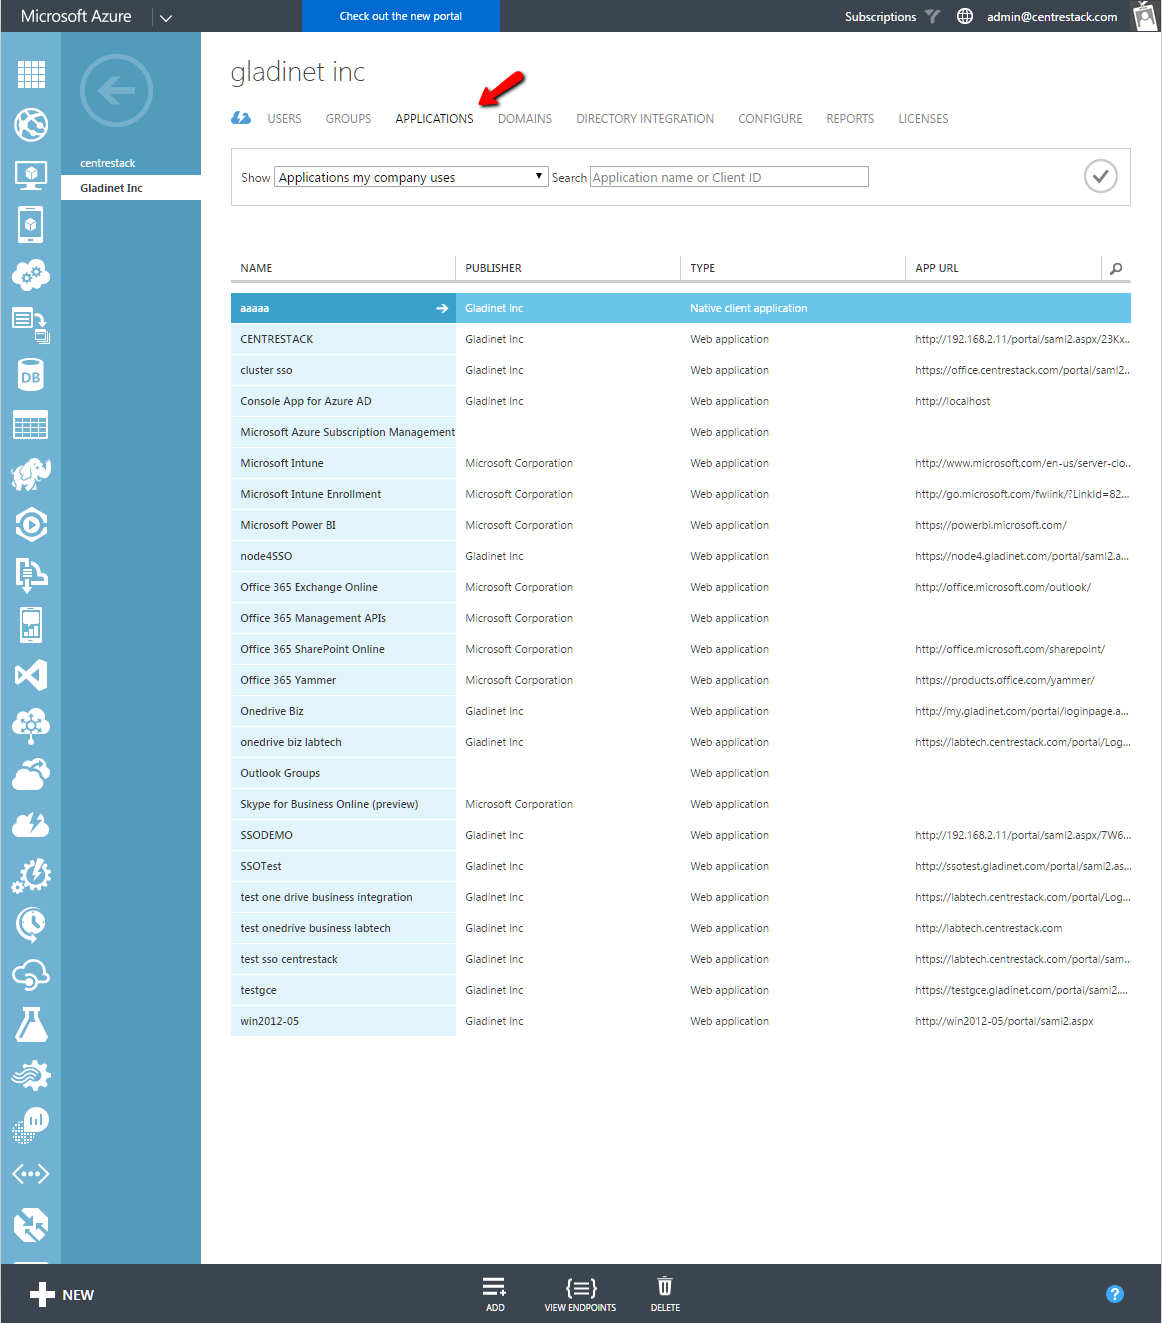 Microsoft Azure
Check out the new portal
Subscriptions
admin@centrestack.com
centrestack
Gladinet Inc
gladinet inc
USERS GROUPS APPLICATIONS DOMAINS DIRECTORY INTEGRATION CONFIGURE REPORTS LICENSES
Show Applications my company uses Search Application name or Client ID
NAME PUBLISHER TYPE APP URL
aaaaa Gladinet Inc Native client application
CENTRESTACK Gladinet Inc Web application http://192.168.2.11/portal/saml2.aspx/23Kx...
cluster sso Gladinet Inc Web application https://office.centrestack.com/portal/saml2...
Console App for Azure AD Gladinet Inc Web application http://localhost
Microsoft Azure Subscription Management Web application
Microsoft Intune Microsoft Corporation Web application http://www.microsoft.com/en-us/server-clo...
Microsoft Intune Enrollment Microsoft Corporation Web application http://go.microsoft.com/fwlink/?LinkId=82...
Microsoft Power BI Microsoft Corporation Web application https://powerbi.microsoft.com/
node4SSO Gladinet Inc Web application https://node4.gladinet.com/portal/saml2.a...
Office 365 Exchange Online Microsoft Corporation Web application http://office.microsoft.com/outlook/
Office 365 Management APIs Microsoft Corporation Web application
Office 365 SharePoint Online Microsoft Corporation Web application http://office.microsoft.com/sharepoint/
Office 365 Yammer Microsoft Corporation Web application https://products.office.com/yammer/
Onedrive Biz Gladinet Inc Web application http://my.gladinet.com/portal/loginpage.a...
onedrive biz labtech Gladinet Inc Web application https://labtech.centrestack.com/portal/Log...
Outlook Groups Web application
Skype for Business Online (preview) Microsoft Corporation Web application
SSODEMO Gladinet Inc Web application http://192.168.2.11/portal/saml2.aspx/7W6...
SSOTest Gladinet Inc Web application http://ssotest.gladinet.com/portal/saml2.as...
test one drive business integration Gladinet Inc Web application https://labtech.centrestack.com/portal/Log...
test onedrive business labtech Gladinet Inc Web application http://labtech.centrestack.com
test sso centrestack Gladinet Inc Web application https://labtech.centrestack.com/portal/sam...
testgce Gladinet Inc Web application https://testgce.gladinet.com/portal/saml2....
win2012-05 Gladinet Inc Web application http://win2012-05/portal/saml2.aspx
DB
NEW
ADD
VIEW ENDPOINTS
DELETE
?